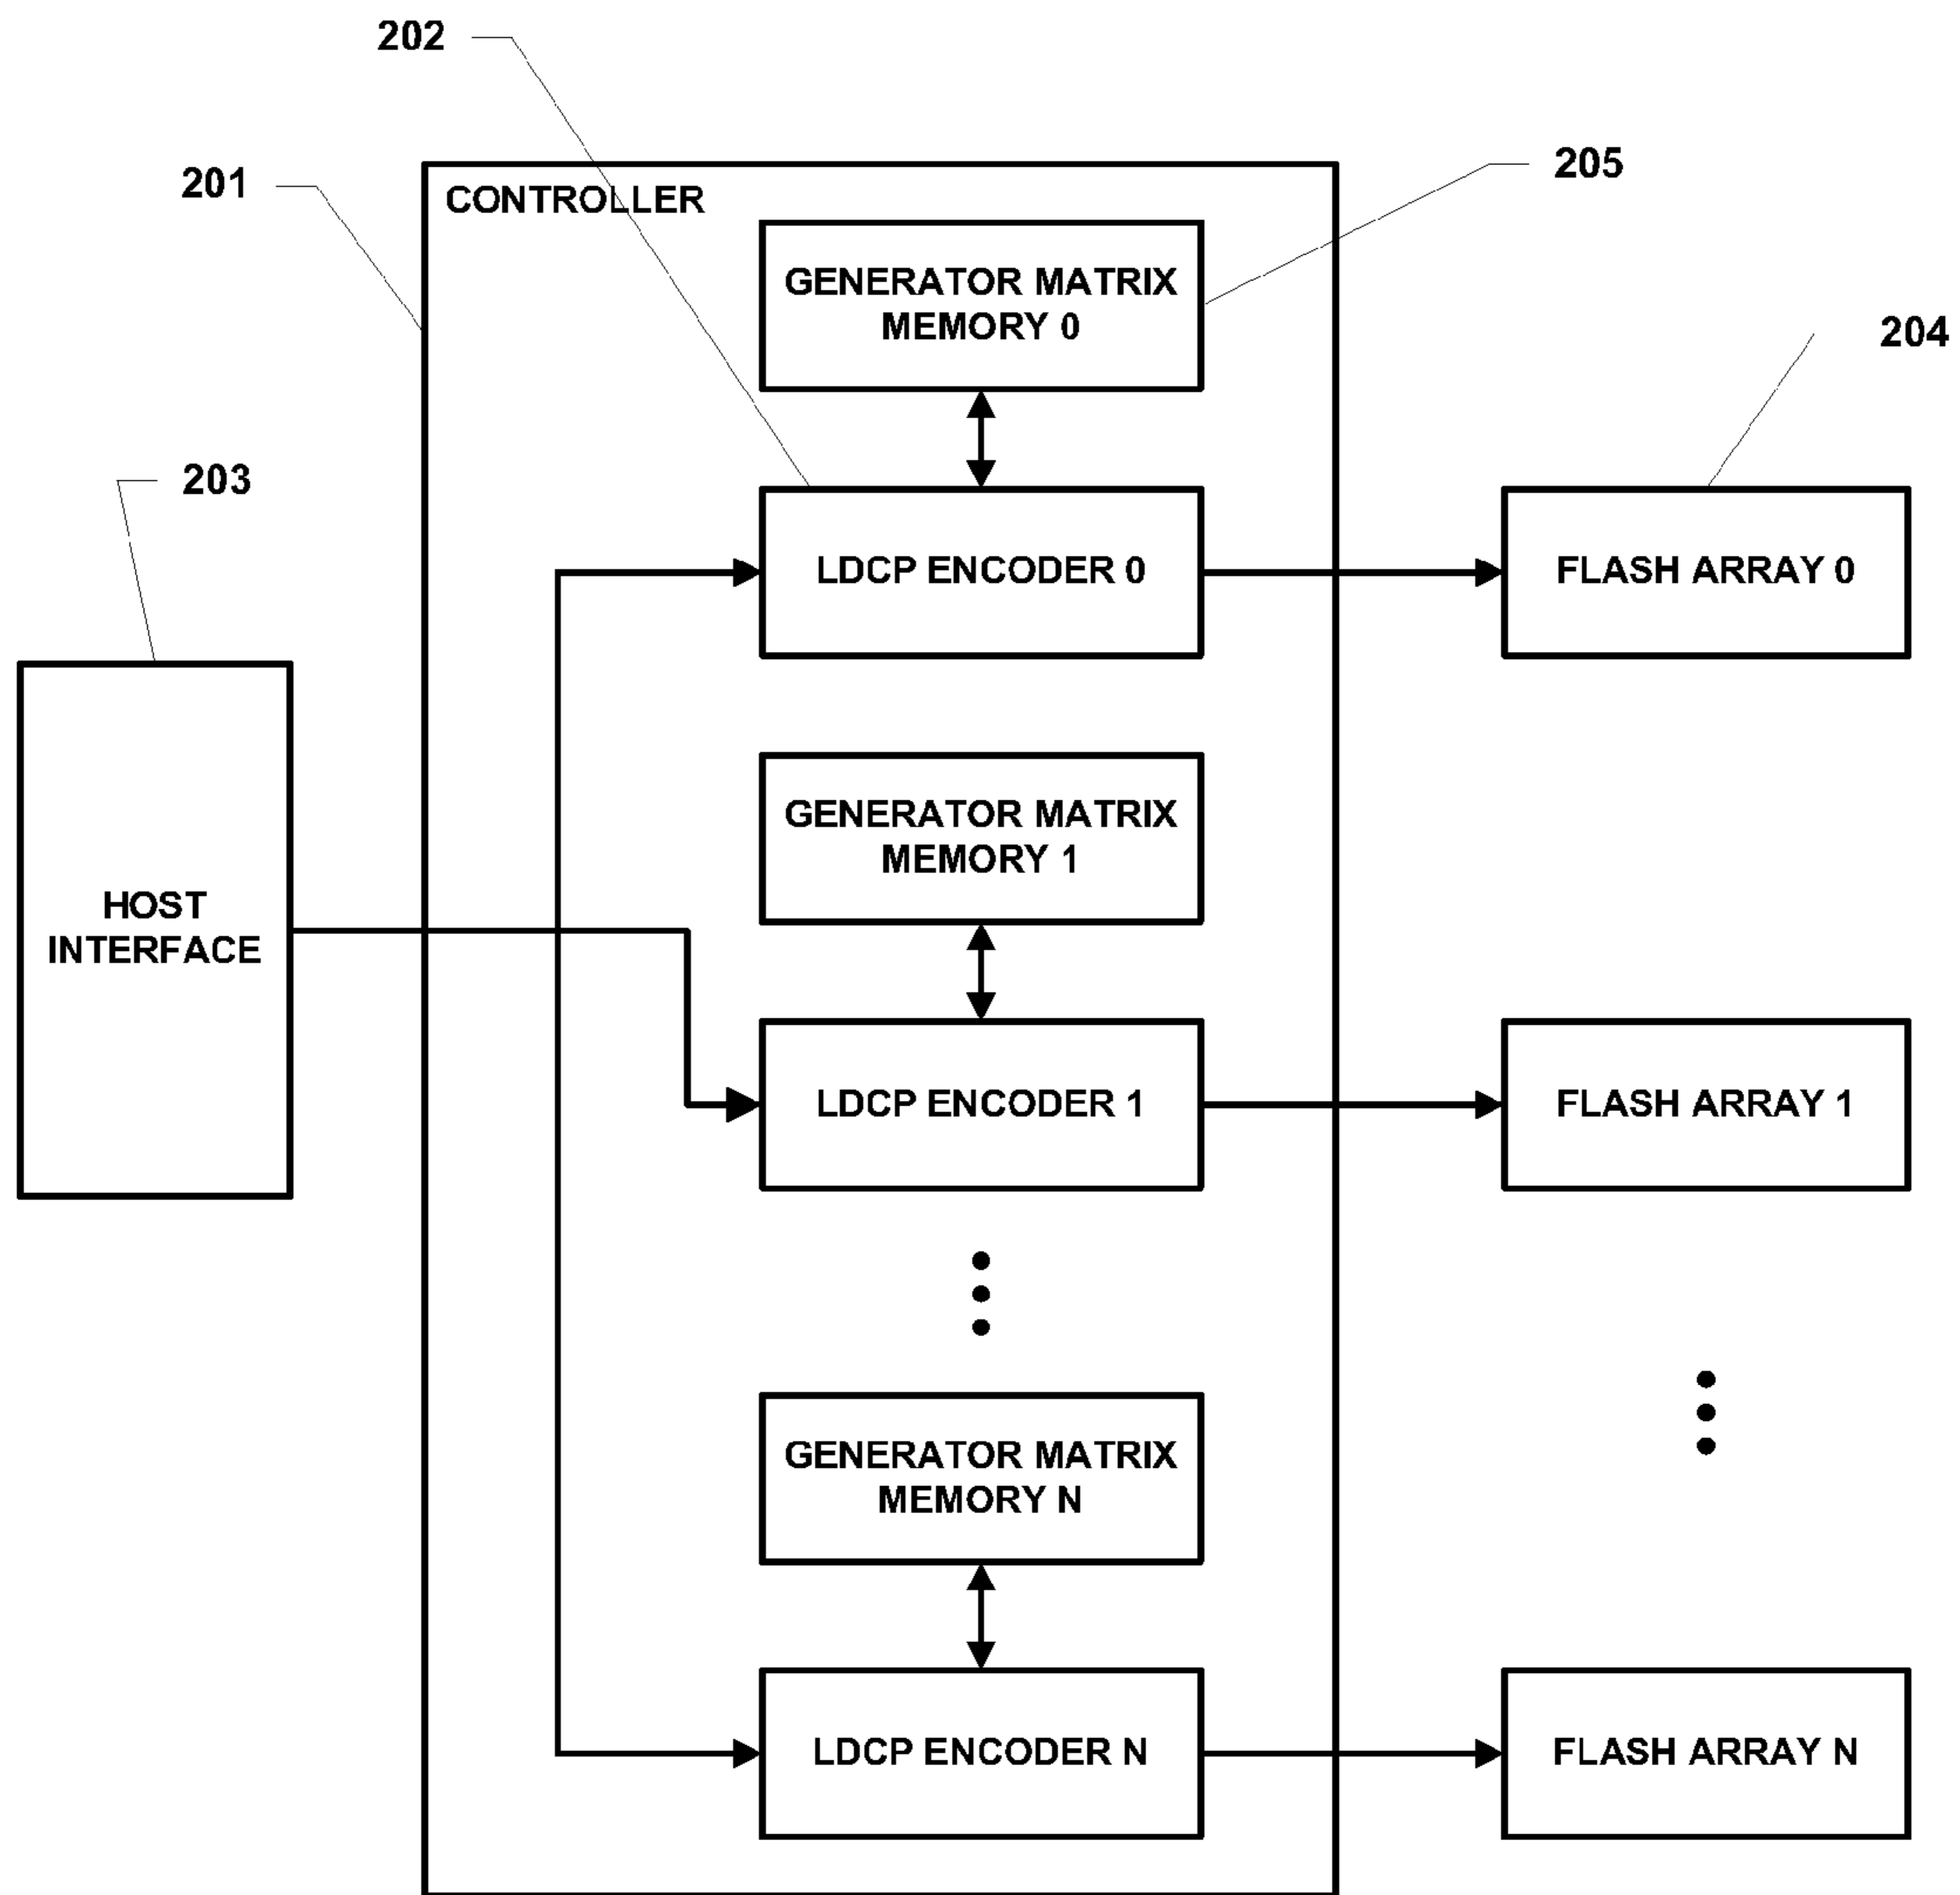 202
201
CONTROLLER
205
GENERATOR MATRIX
MEMORY 0
204
203
LDCP ENCODER 0
FLASH ARRAY 0
GENERATOR MATRIX
MEMORY 1
HOST
INTERFACE
LDCP ENCODER 1
FLASH ARRAY 1
GENERATOR MATRIX
MEMORY N
LDCP ENCODER N
FLASH ARRAY N